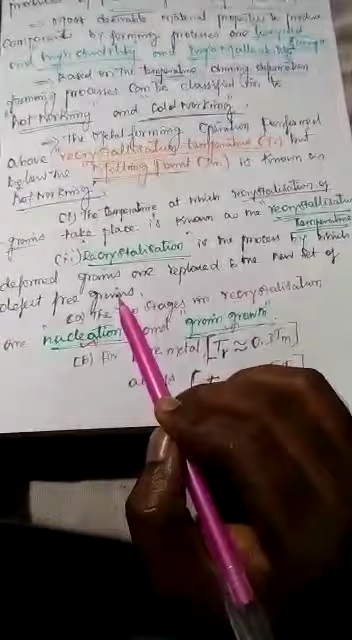 → Most desirable material properties to produce
components by forming processes are
and high ductility and high malleability
→ Based on the temperature during deformation
forming processes can be classified in to
"Hot Working" and "Cold Working".
→ The metal forming operation performed
above "recrystallisation temperature (Tr) but
below the "Melting point (Tm) is known as
Hot Working.
(i) The temperature at which recrystallisation of
grains take place is known as the "recrystallisation
temperature
(ii) Recrystallisation is the process by which
deformed grains are replaced by the new set of
defect free grains.
(a) The stages in recrystallisation
are nucleation and "grain growth"
(b) For metal [Tr ≈ 0.3Tm]